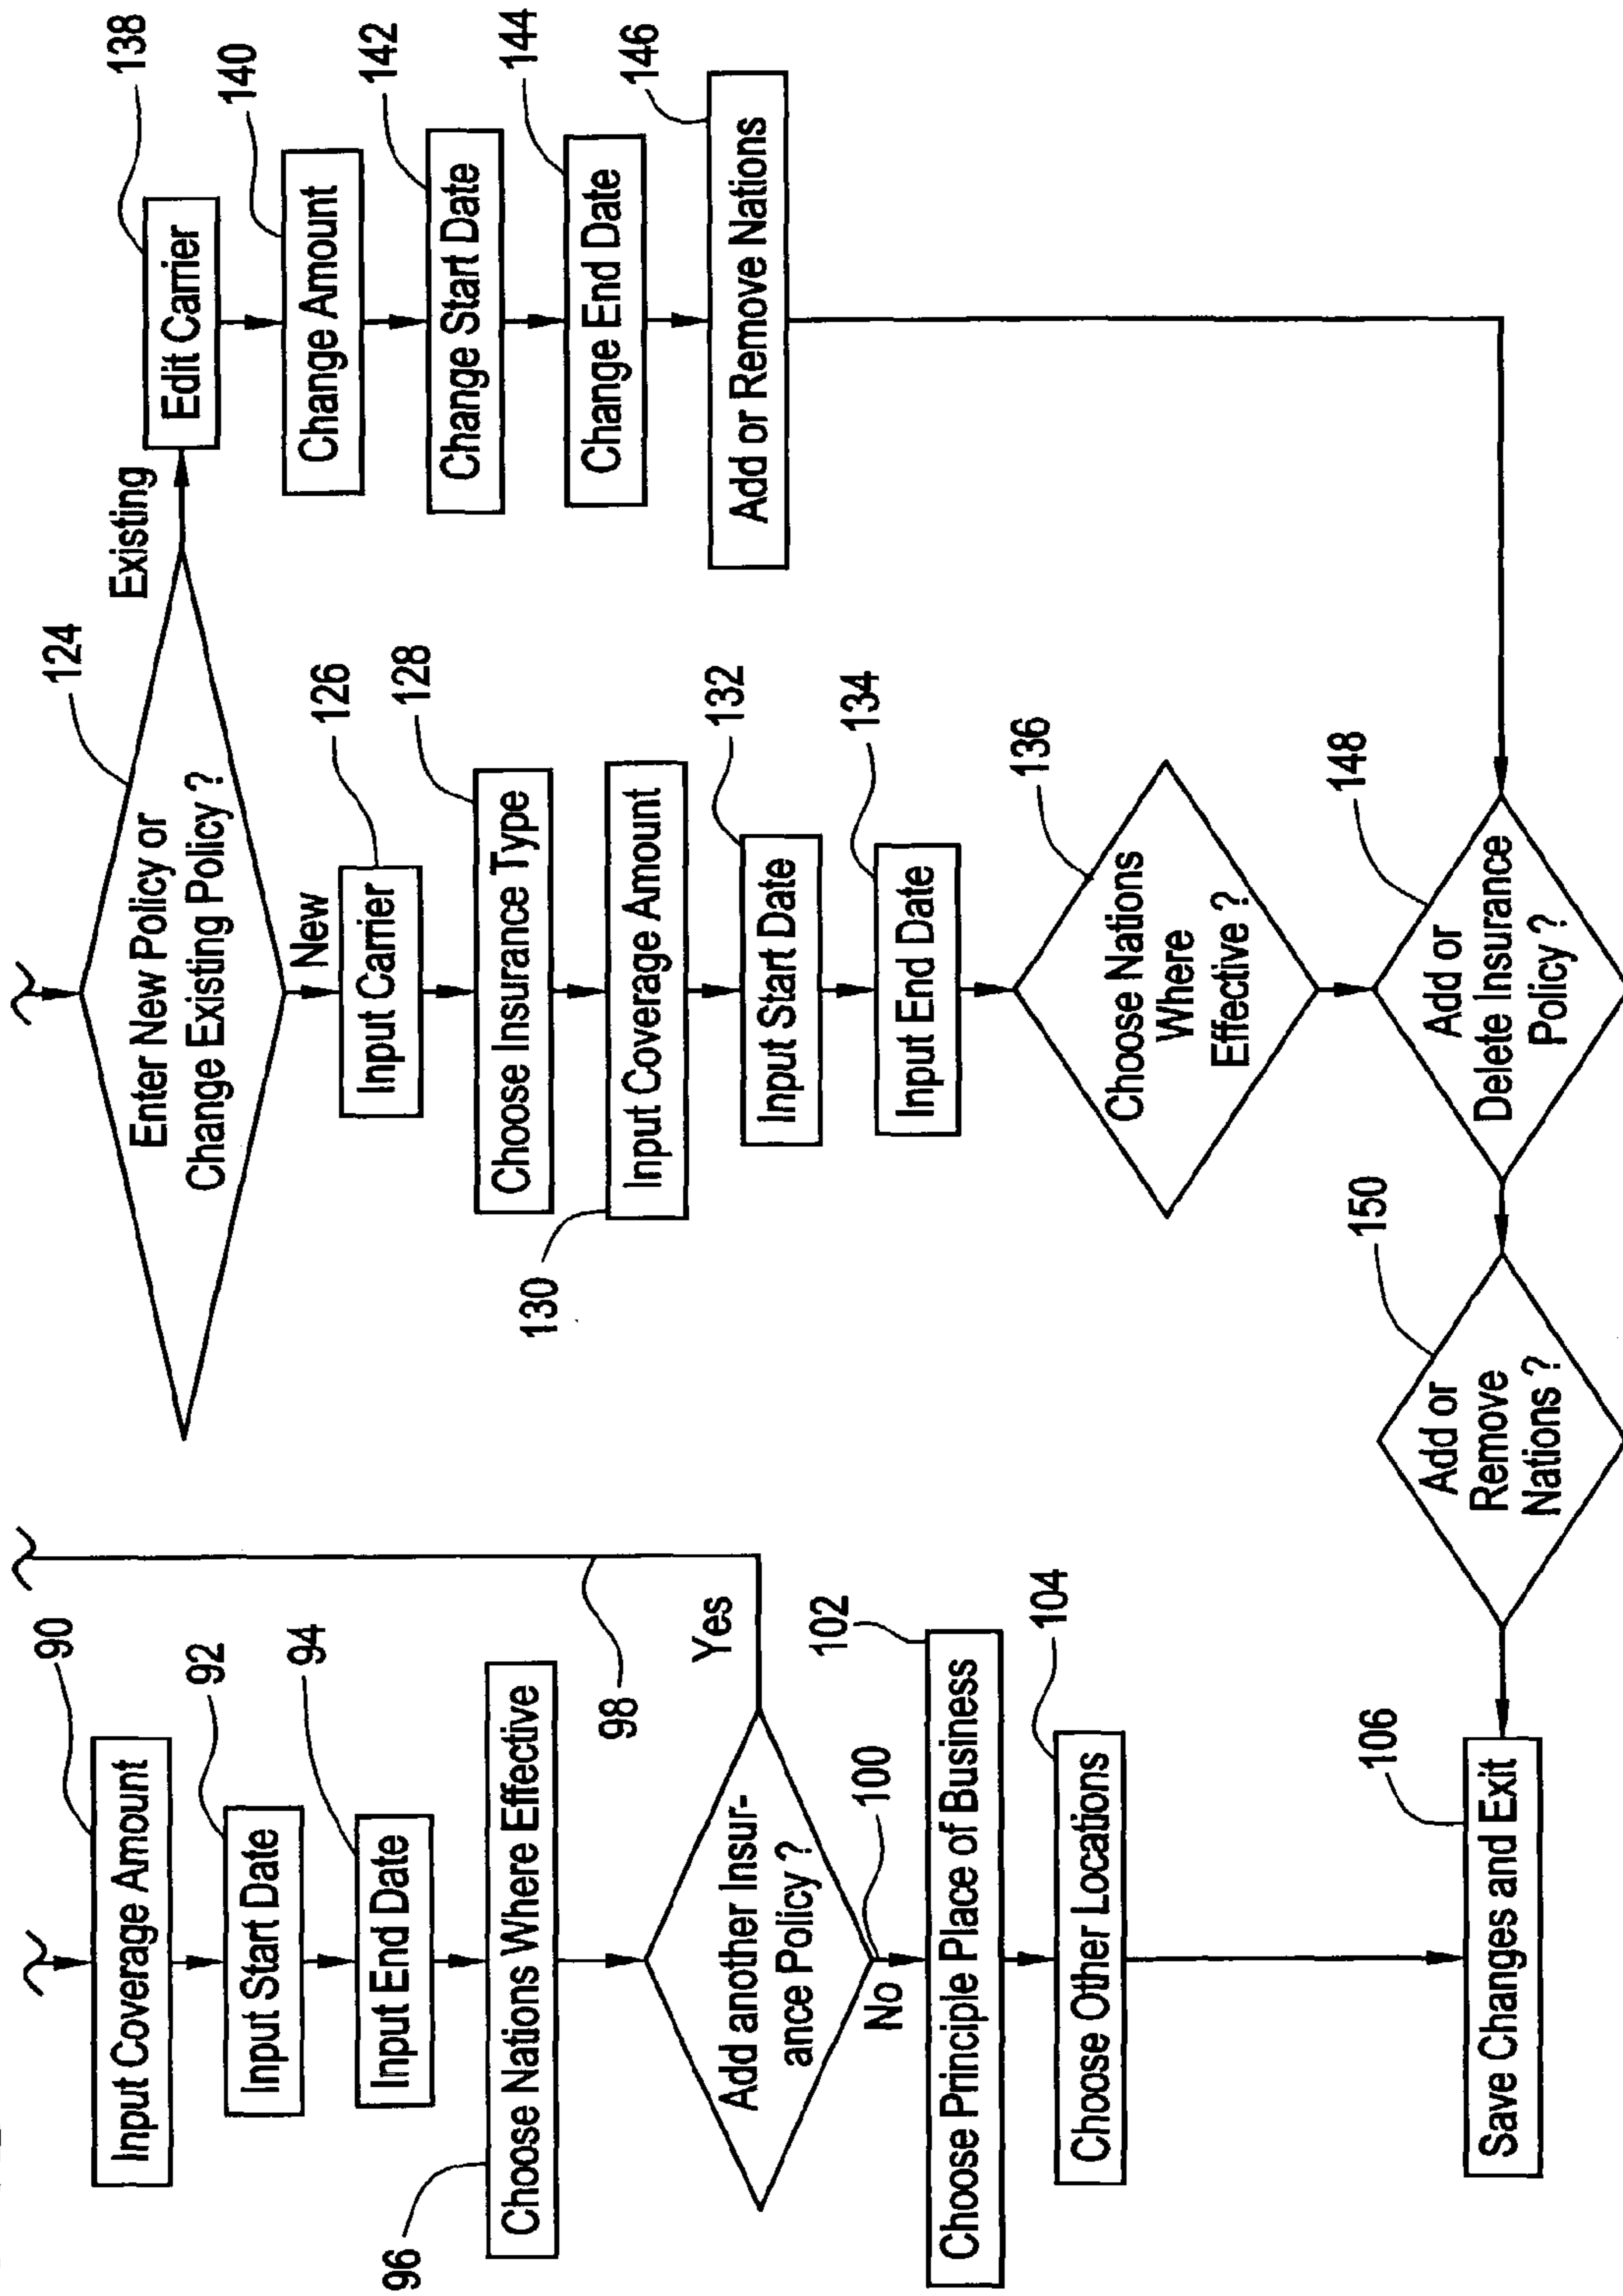 90
Input Coverage Amount
92
Input Start Date
94
Input End Date
96
Choose Nations Where Effective
98
Add another Insur-
ance Policy ?
Yes
No
100
102
Choose Principle Place of Business
104
Choose Other Locations
106
Save Changes and Exit
124
Enter New Policy or
Change Existing Policy ?
Existing
New
126
Input Carrier
128
Choose Insurance Type
130
Input Coverage Amount
132
Input Start Date
134
Input End Date
136
Choose Nations
Where
Effective ?
138
Edit Carrier
140
Change Amount
142
Change Start Date
144
Change End Date
146
Add or Remove Nations
148
Add or
Delete Insurance
Policy ?
150
Add or
Remove
Nations ?